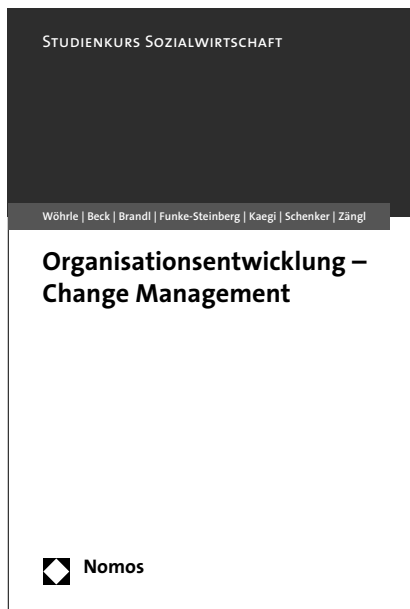 Studienkurs Sozialwirtschaft
Wöhrle | Beck | Brandl | Funke-Steinberg | Kaegi | Schenker | Zängl
Organisationsentwicklung –
Change Management
Nomos